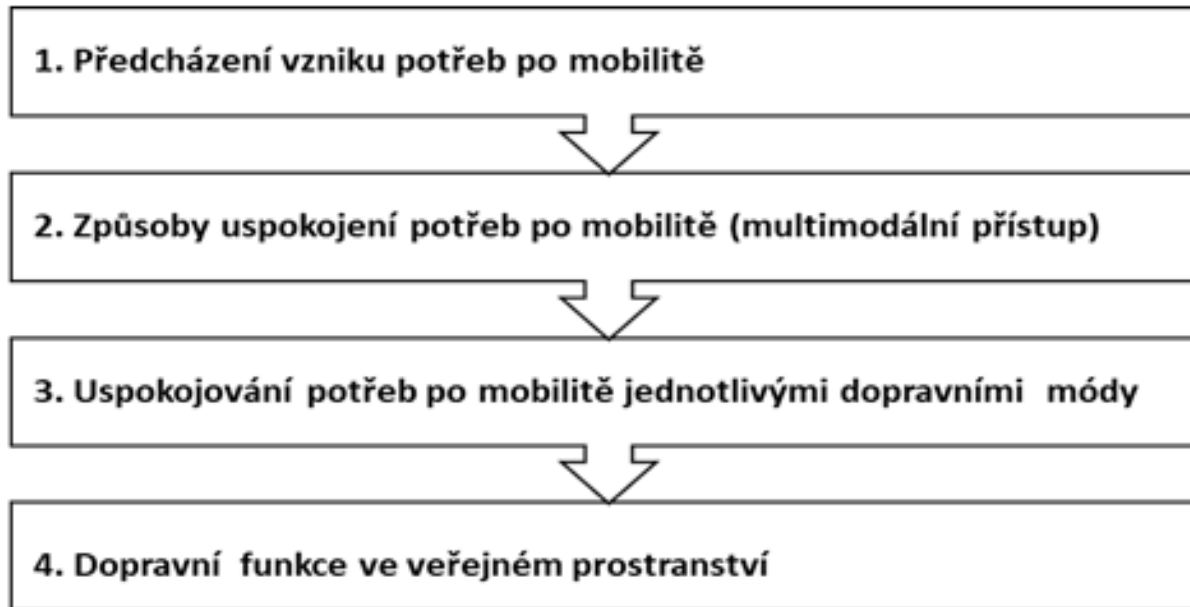 1. Předcházení vzniku potřeb po mobilitě
2. Způsoby uspokojení potřeb po mobilitě (multimodální přístup)
3. Uspokojování potřeb po mobilitě jednotlivými dopravními módy
4. Dopravní funkce ve veřejném prostranství